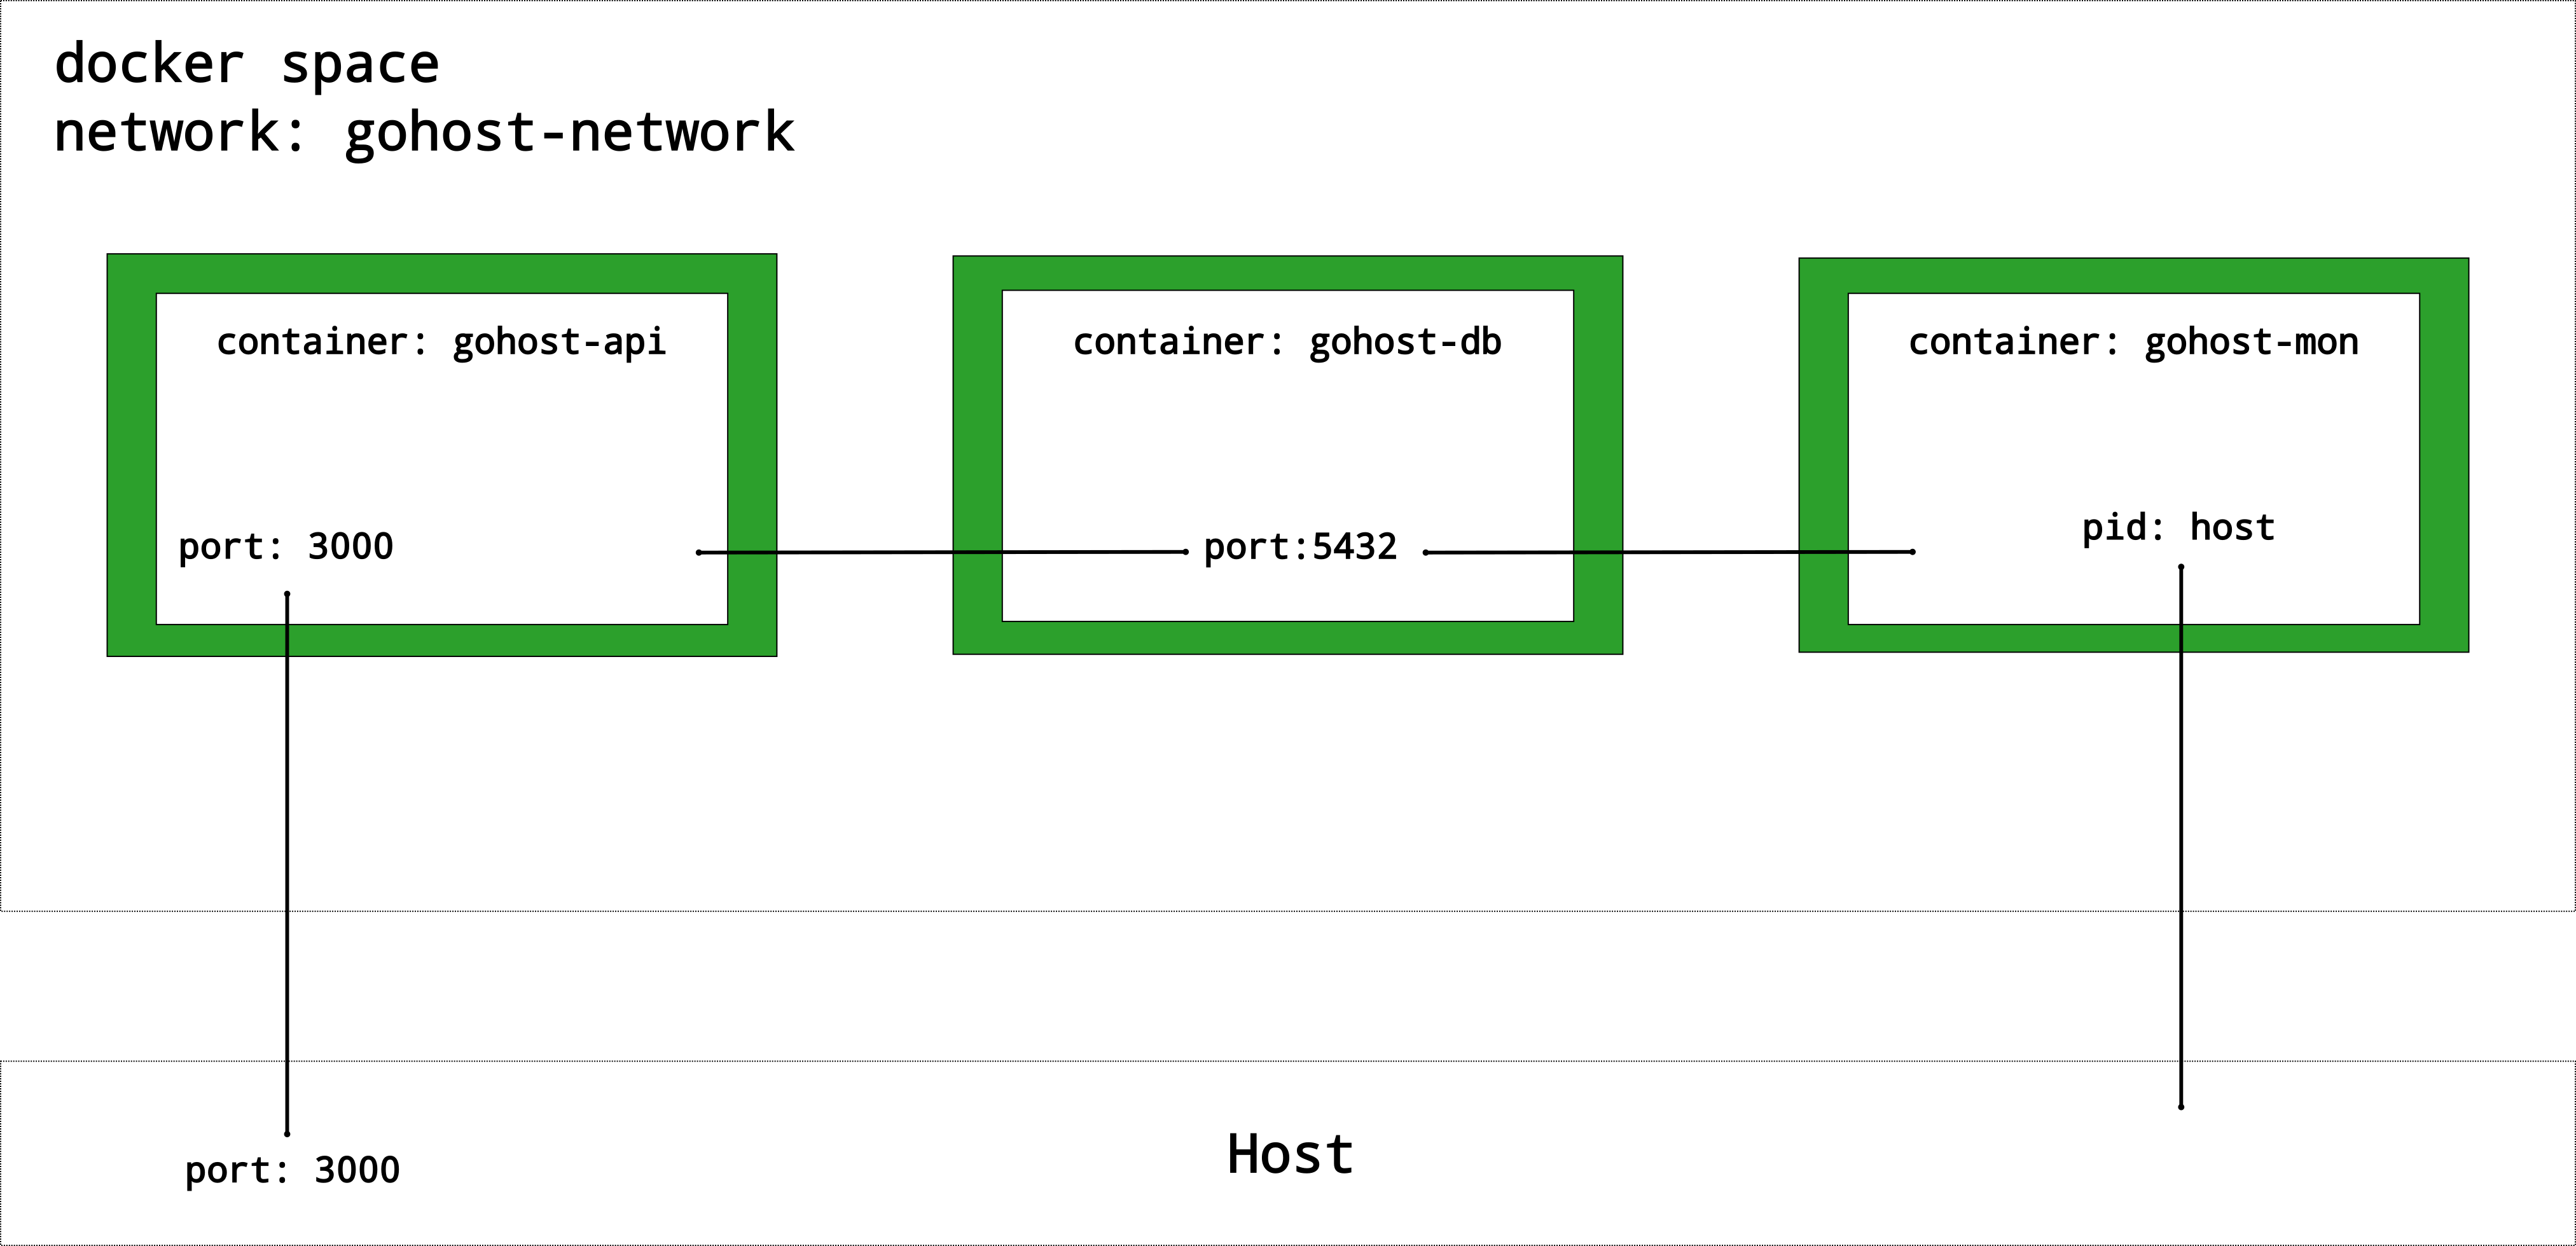 docker space
network: gohost-network
container: gohost-api
container: gohost-db
container: gohost-mon
port: 3000
port:5432
pid: host
port: 3000
Host